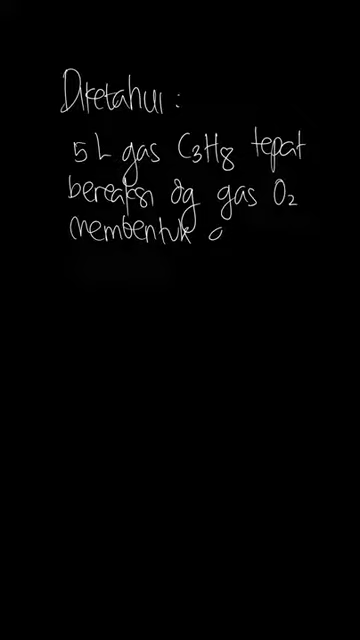 Diketahui :
5 L gas C3H8 tepat
bereaksi dg gas O2
membentuk